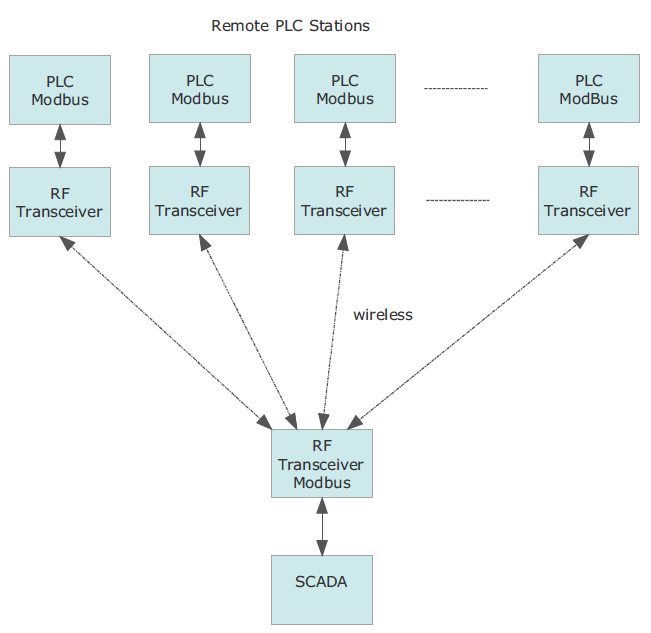 Remote PLC Stations
PLC
Modbus
PLC
Modbus
PLC
Modbus
PLC
ModBus
RF
Transceiver
RF
Transceiver
RF
Transceiver
RF
Transceiver
wireless
RF
Transceiver
Modbus
SCADA